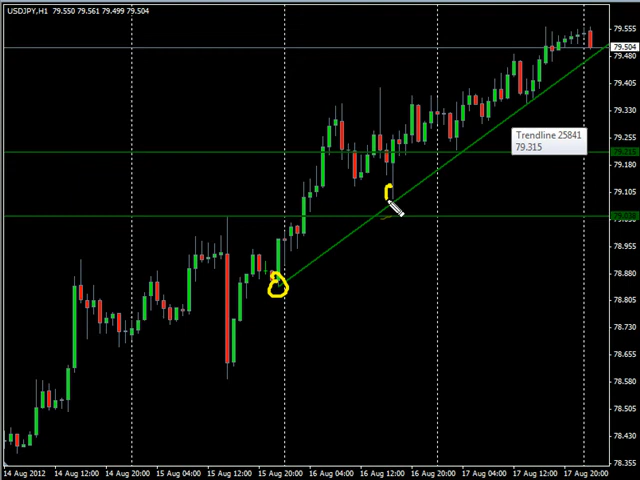 USDJPY,H1 79.550 79.561 79.499 79.504
79.555
79.504
79.480
79.405
79.330
79.255
79.180
79.105
78.955
78.880
78.805
78.730
78.655
78.580
78.505
78.430
78.355
Trendline 25841
79.315
14 Aug 2012
14 Aug 12:00
14 Aug 20:00
15 Aug 04:00
15 Aug 12:00
15 Aug 20:00
16 Aug 04:00
16 Aug 12:00
16 Aug 20:00
17 Aug 04:00
17 Aug 12:00
17 Aug 20:00